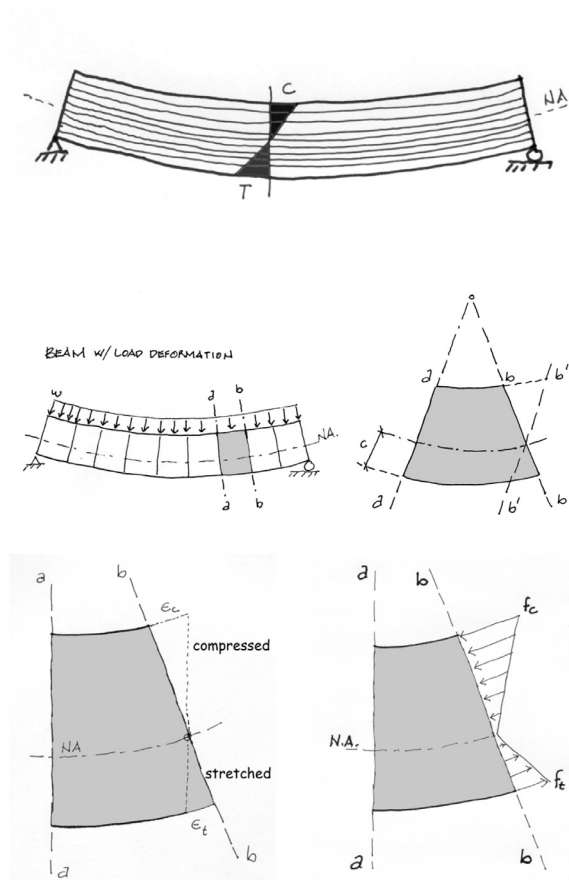 C
NA
T
BEAM W/ LOAD DEFORMATION
w
a
b
NA.
a
b
o
a
b
b'
c
a
b'
b
a
b
εc
compressed
NA
stretched
εt
a
b
a
b
fc
N.A.
ft
a
b